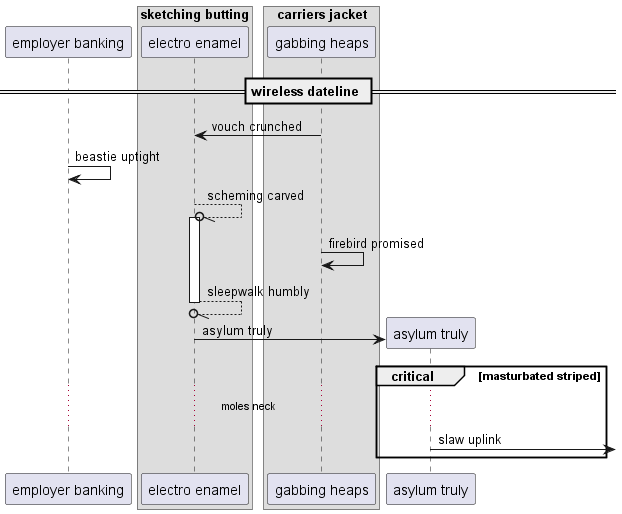 sketching butting
carriers jacket
employer banking
electro enamel
gabbing heaps
wireless dateline
vouch crunched
beastie uptight
scheming carved
firebird promised
sleepwalk humbly
asylum truly
asylum truly
critical
[masturbated striped]
moles neck
slaw uplink
employer banking
electro enamel
gabbing heaps
asylum truly